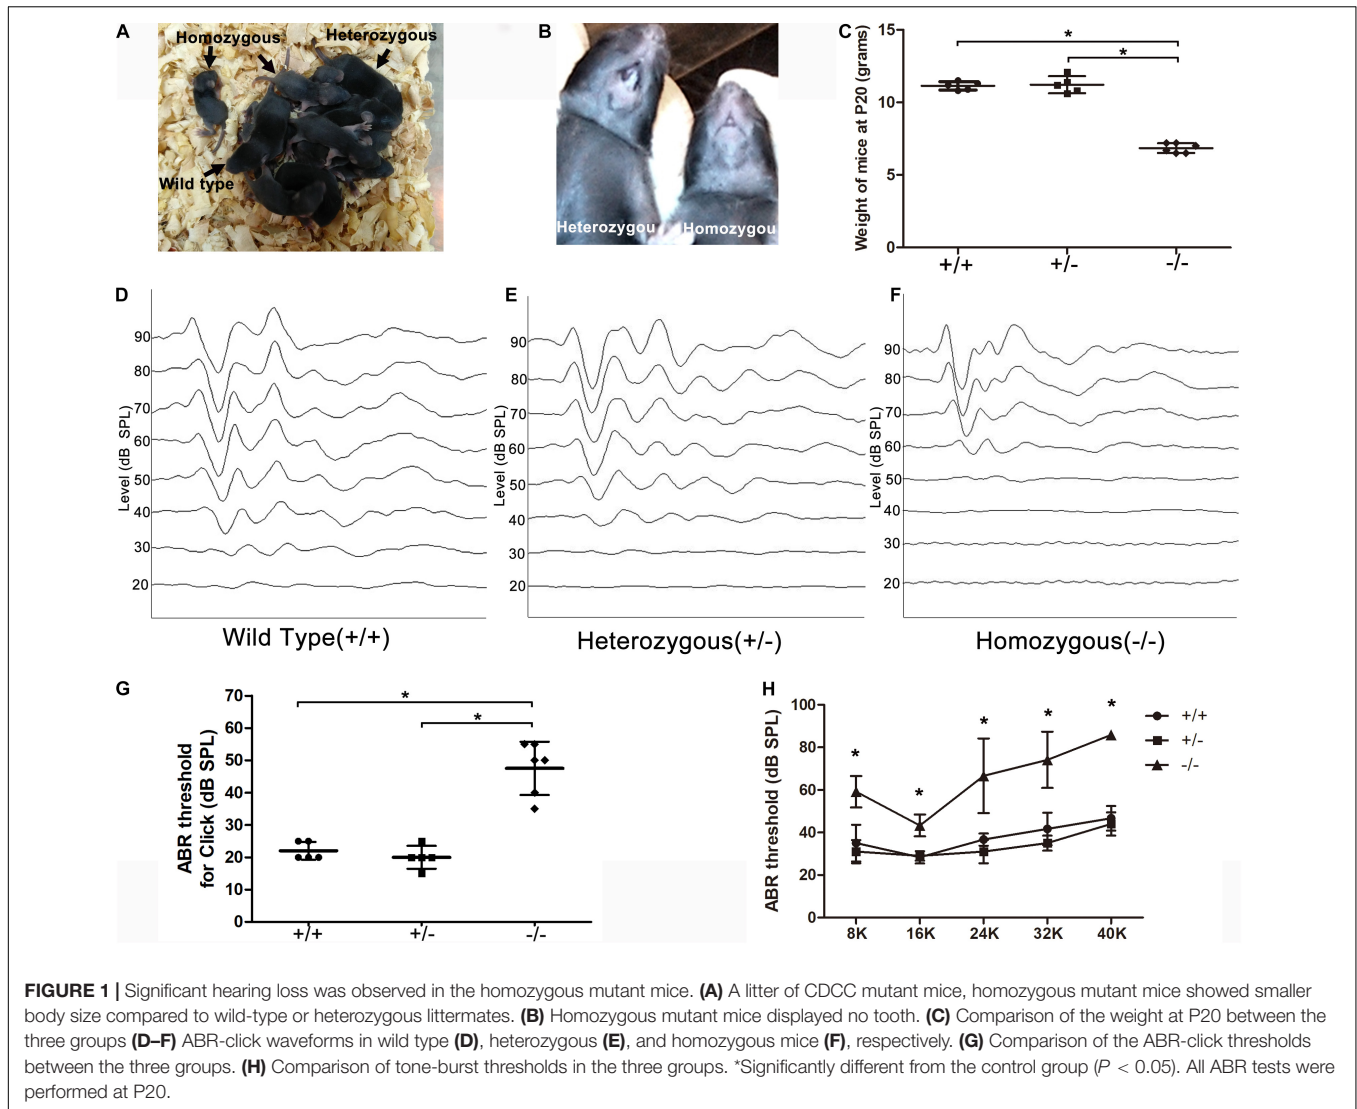 A
Homozygous
Heterozygous
Wild type
B
Heterozygou
Homozygou
C
Weight of mice at P20 (grams)
15
10
5
0
*
*
+/+
+/-
-/-
D
Level (dB SPL)
90
80
70
60
50
40
30
20
Wild Type(+/+)
E
Level (dB SPL)
90
80
70
60
50
40
30
20
Heterozygous(+/-)
F
Level (dB SPL)
90
80
70
60
50
40
30
20
Homozygous(-/-)
G
ABR threshold
for Click (dB SPL)
70
60
50
40
30
20
10
0
*
*
+/+
+/-
-/-
H
ABR threshold (dB SPL)
100
80
60
40
20
0
*
*
*
*
*
8K
16K
24K
32K
40K
+/+
+/-
-/-
FIGURE 1 | Significant hearing loss was observed in the homozygous mutant mice. (A) A litter of CDCC mutant mice, homozygous mutant mice showed smaller
body size compared to wild-type or heterozygous littermates. (B) Homozygous mutant mice displayed no tooth. (C) Comparison of the weight at P20 between the
three groups (D–F) ABR-click waveforms in wild type (D), heterozygous (E), and homozygous mice (F), respectively. (G) Comparison of the ABR-click thresholds
between the three groups. (H) Comparison of tone-burst thresholds in the three groups. *Significantly different from the control group (P < 0.05). All ABR tests were
performed at P20.